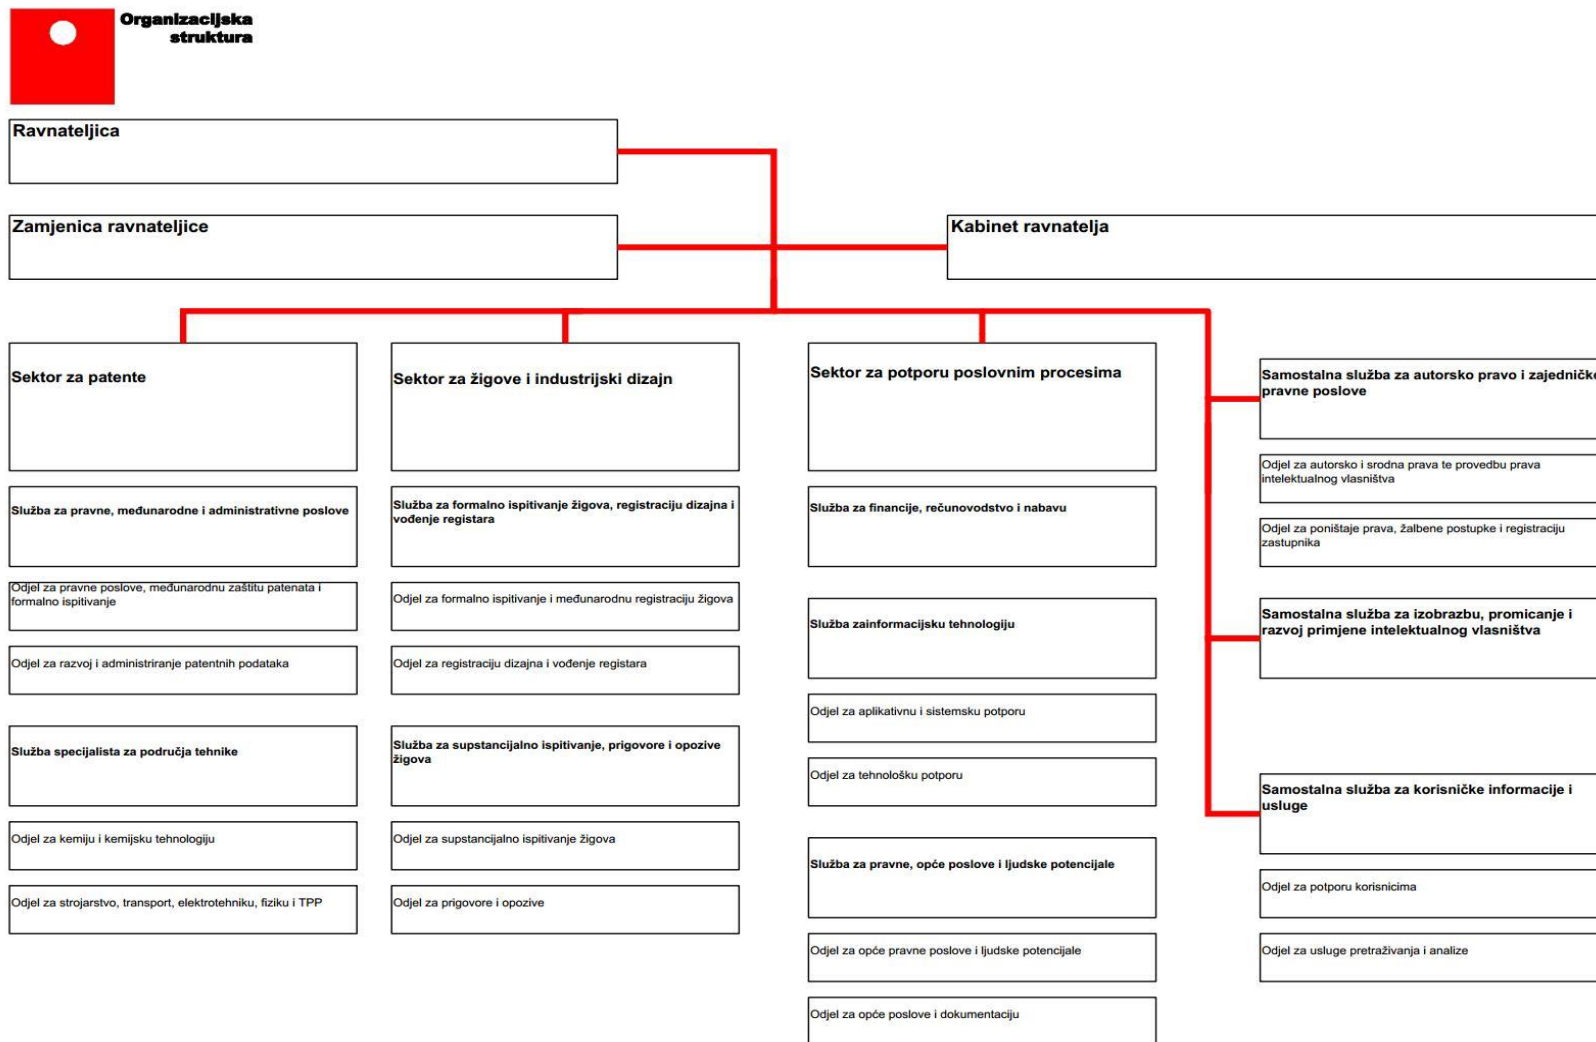 Organizacijska
struktura
Ravnateljica
Zamjenica ravnateljice
Kabinet ravnatelja
Sektor za patente
Služba za pravne, međunarodne i administrativne poslove
Odjel za pravne poslove, međunarodnu zaštitu patenata i
formalno ispitivanje
Odjel za razvoj i administriranje patentnih podataka
Služba specijalista za područja tehnike
Odjel za kemiju i kemijsku tehnologiju
Odjel za strojarstvo, transport, elektrotehniku, fiziku i TPP
Sektor za žigove i industrijski dizajn
Služba za formalno ispitivanje žigova, registraciju dizajna i
vođenje registara
Odjel za formalno ispitivanje i međunarodnu registraciju žigova
Odjel za registraciju dizajna i vođenje registara
Služba za supstancijalno ispitivanje, prigovore i opozive
žigova
Odjel za supstancijalno ispitivanje žigova
Odjel za prigovore i opozive
Sektor za potporu poslovnim procesima
Služba za financije, rečunovodstvo i nabavu
Služba zainformacijsku tehnologiju
Odjel za aplikativnu i sistemsku potporu
Odjel za tehnološku potporu
Služba za pravne, opće poslove i ljudske potencijale
Odjel za opće pravne poslove i ljudske potencijale
Odjel za opće poslove i dokumentaciju
Samostalna služba za autorsko pravo i zajedničke
pravne poslove
Odjel za autorsko i srodna prava te provedbu prava
intelektualnog vlasništva
Odjel za poništaje prava, žalbene postupke i registraciju
zastupnika
Samostalna služba za izobrazbu, promicanje i
razvoj primjene intelektualnog vlasništva
Samostalna služba za korisničke informacije i
usluge
Odjel za potporu korisnicima
Odjel za usluge pretraživanja i analize